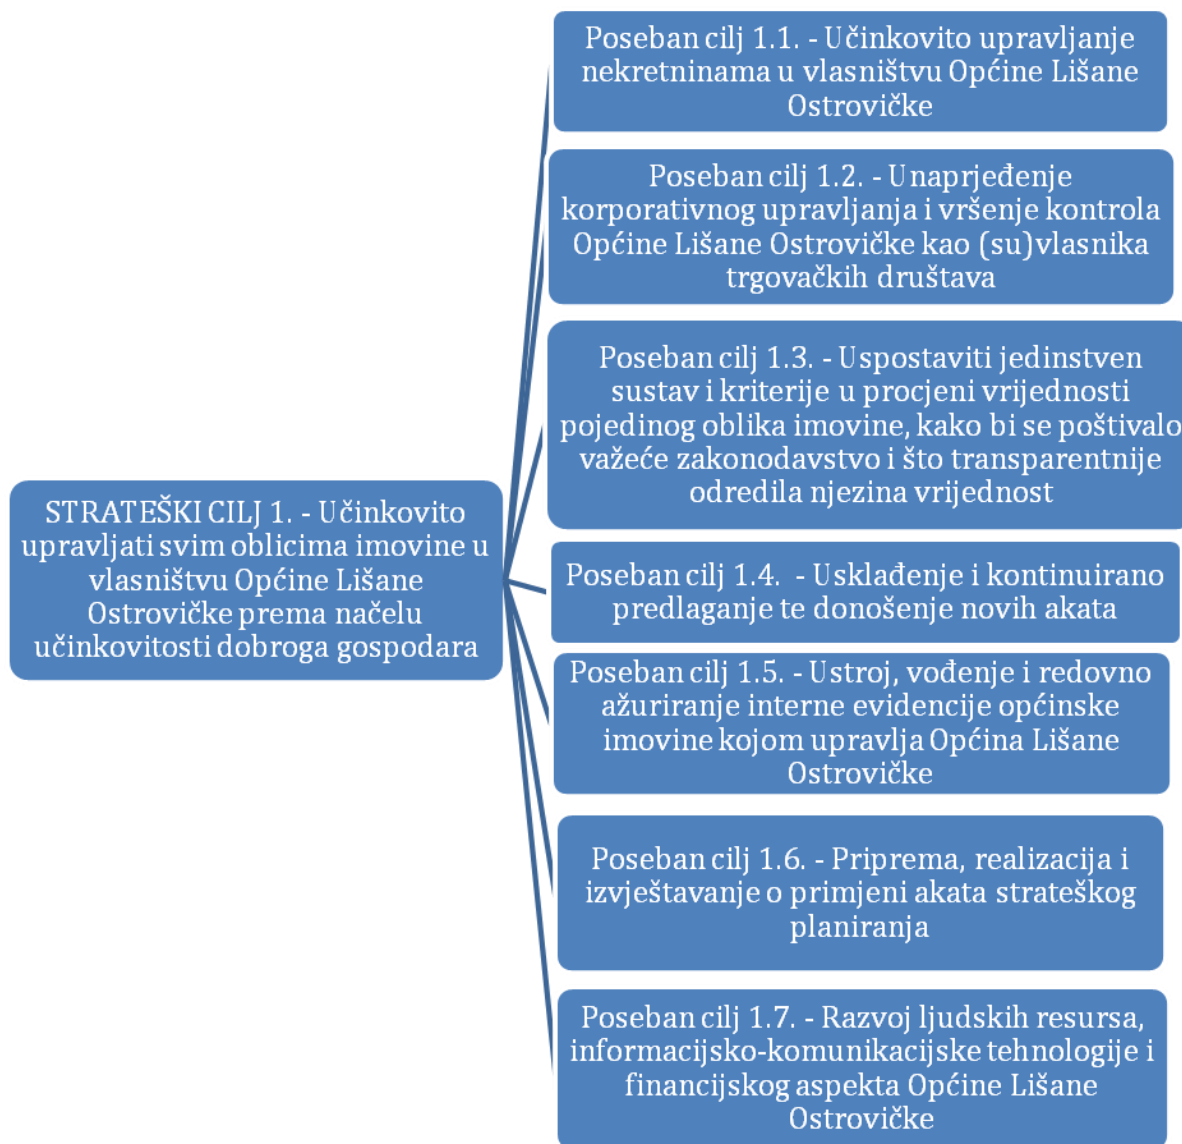 STRATEŠKI CILJ 1. - Učinkovito
upravljati svim oblicima imovine u
vlasništvu Općine Lišane
Ostrovičke prema načelu
učinkovitosti dobroga gospodara
Poseban cilj 1.1. - Učinkovito upravljanje
nekretninama u vlasništvu Općine Lišane
Ostrovičke
Poseban cilj 1.2. - Unaprjeđenje
korporativnog upravljanja i vršenje kontrola
Općine Lišane Ostrovičke kao (su)vlasnika
trgovačkih društava
Poseban cilj 1.3. - Uspostaviti jedinstven
sustav i kriterije u procjeni vrijednosti
pojedinog oblika imovine, kako bi se poštivalo
važeće zakonodavstvo i što transparentnije
odredila njezina vrijednost
Poseban cilj 1.4. - Usklađenje i kontinuirano
predlaganje te donošenje novih akata
Poseban cilj 1.5. - Ustroj, vođenje i redovno
ažuriranje interne evidencije općinske
imovine kojom upravlja Općina Lišane
Ostrovičke
Poseban cilj 1.6. - Priprema, realizacija i
izvještavanje o primjeni akata strateškog
planiranja
Poseban cilj 1.7. - Razvoj ljudskih resursa,
informacijsko-komunikacijske tehnologije i
financijskog aspekta Općine Lišane
Ostrovičke